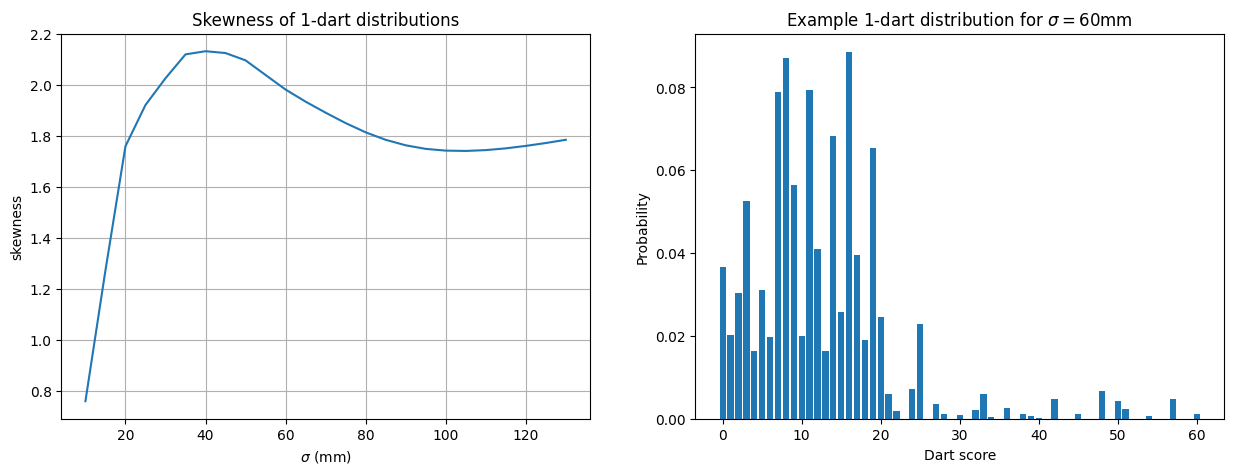 Skewness of 1-dart distributions
2.2
2.0
1.8
1.6
1.4
1.2
1.0
0.8
skewness
20 40 60 80 100 120
σ (mm)
Example 1-dart distribution for σ = 60mm
0.08
0.06
0.04
0.02
0.00
Probability
0 10 20 30 40 50 60
Dart score